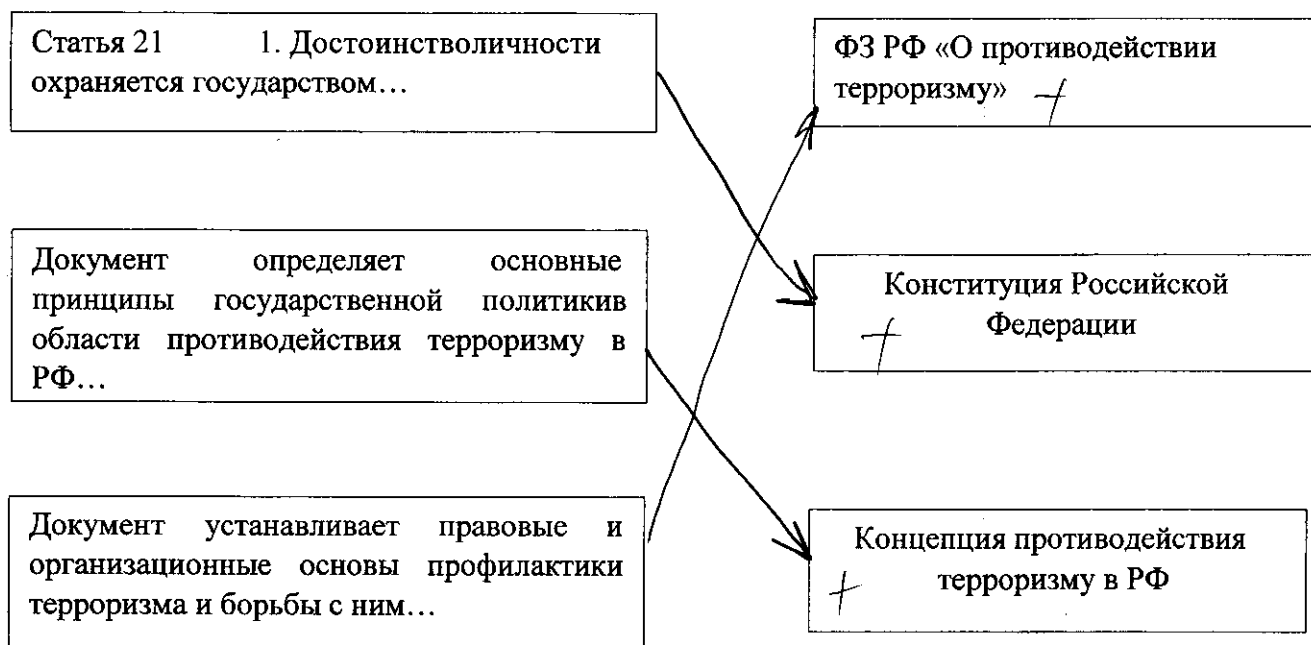 Статья 21 1. Достоинстволичности
охраняется государством...
Документ определяет основные
принципы государственной политикив
области противодействия терроризму в
РФ...
Документ устанавливает правовые и
организационные основы профилактики
терроризма и борьбы с ним...
ФЗ РФ «О противодействии
терроризму» +
Конституция Российской
+ Федерации
Концепция противодействия
+ терроризму в РФ